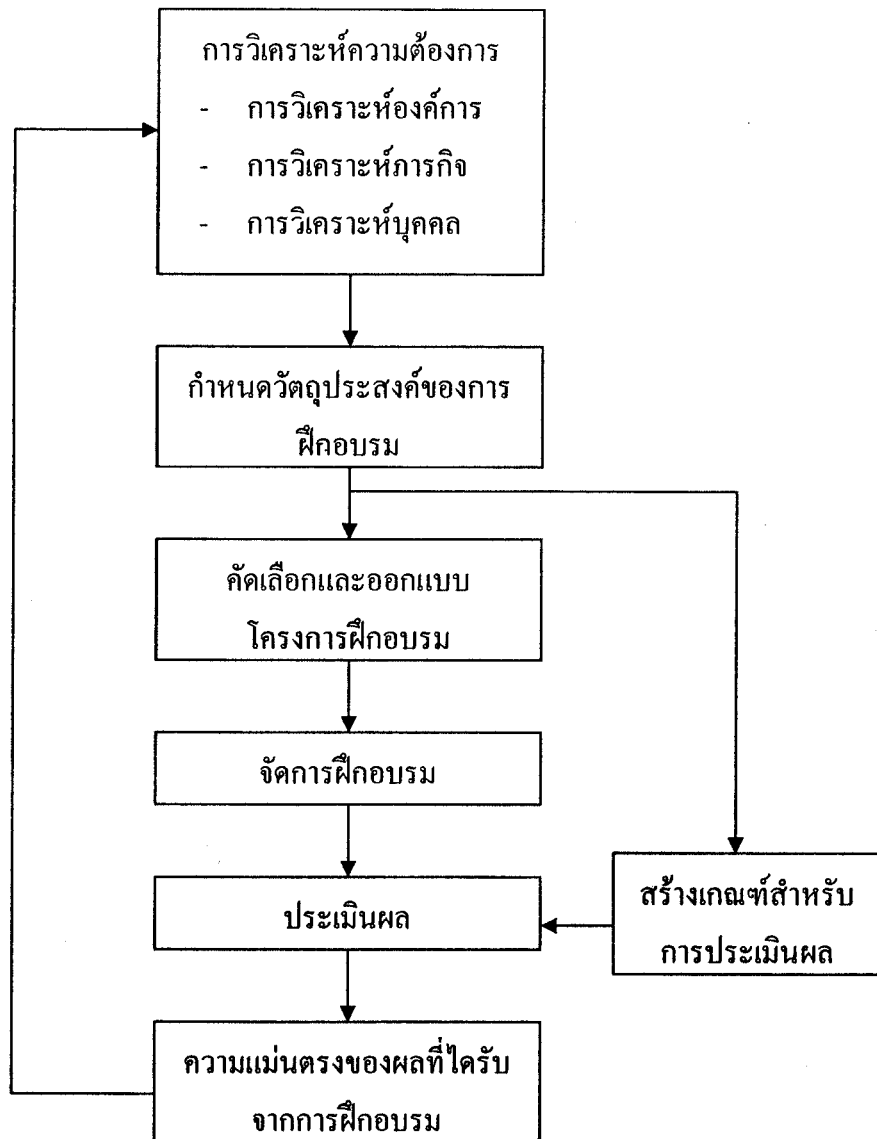 การวิเคราะห์ความต้องการ
- การวิเคราะห์องค์การ
- การวิเคราะห์ภารกิจ
- การวิเคราะห์บุคคล
กำหนดวัตถุประสงค์ของการ
ฝึกอบรม
คัดเลือกและออกแบบ
โครงการฝึกอบรม
จัดการฝึกอบรม
ประเมินผล
สร้างเกณฑ์สำหรับ
การประเมินผล
ความแม่นตรงของผลที่ไดรับ
จากการฝึกอบรม